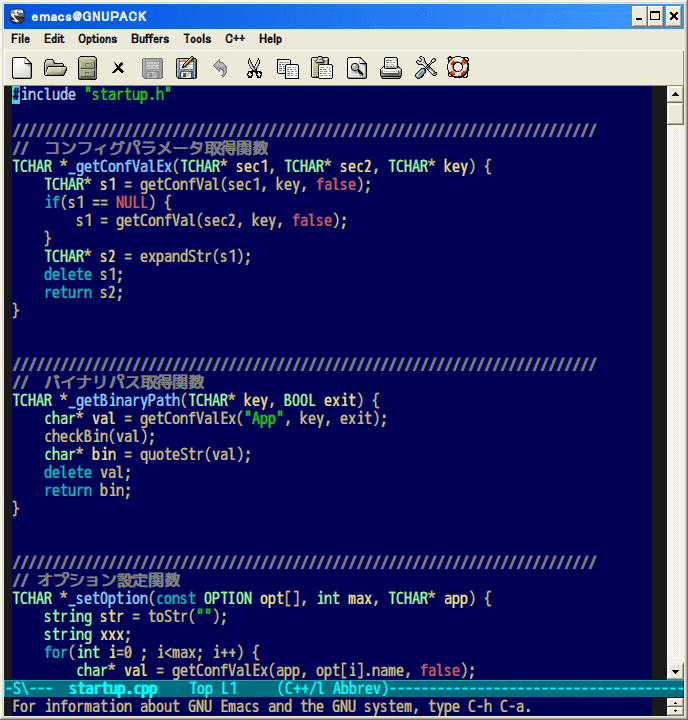 emacs@GNUPACK
File Edit Options Buffers Tools C++ Help
#include "startup.h"
/////////////////////////////////////////////////////////////////////////
//  コンフィグパラメータ取得関数
TCHAR *_getConfValEx(TCHAR* sec1, TCHAR* sec2, TCHAR* key) {
    TCHAR* s1 = getConfVal(sec1, key, false);
    if(s1 == NULL) {
        s1 = getConfVal(sec2, key, false);
    }
    TCHAR* s2 = expandStr(s1);
    delete s1;
    return s2;
}
/////////////////////////////////////////////////////////////////////////
//  バイナリパス取得関数
TCHAR *_getBinaryPath(TCHAR* key, BOOL exit) {
    char* val = getConfValEx("App", key, exit);
    checkBin(val);
    char* bin = quoteStr(val);
    delete val;
    return bin;
}
/////////////////////////////////////////////////////////////////////////
// オプション設定関数
TCHAR *_setOption(const OPTION opt[], int max, TCHAR* app) {
    string str = toStr("");
    string xxx;
    for(int i=0 ; i<max; i++) {
        char* val = getConfValEx(app, opt[i].name, false);
-S\---  startup.cpp    Top L1     (C++/l Abbrev)-------------------------------------
For information about GNU Emacs and the GNU system, type C-h C-a.